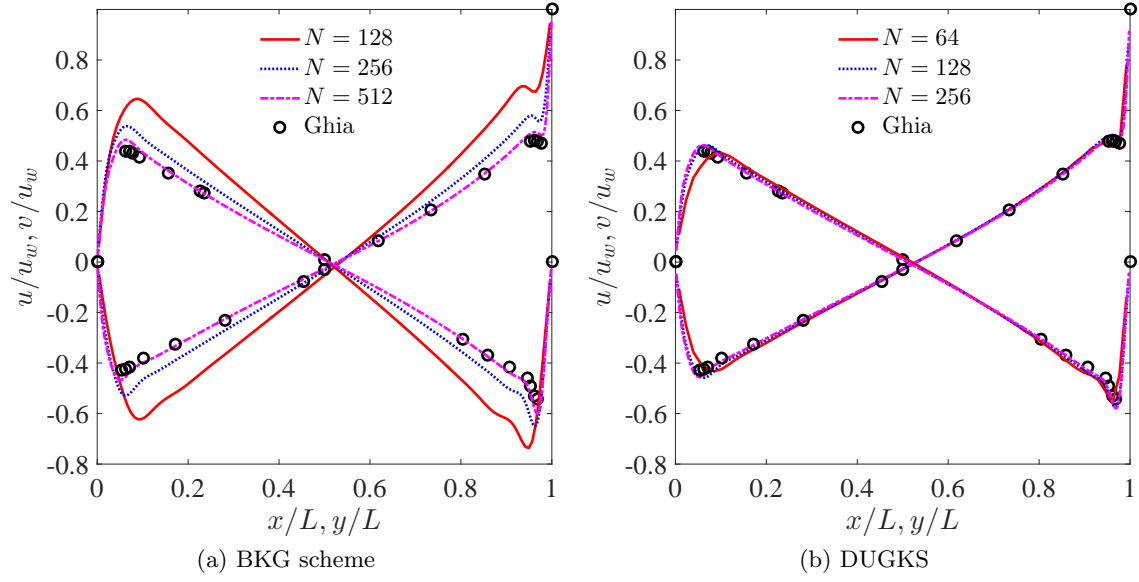 N = 128
N = 256
N = 512
Ghia
0.8
0.6
0.4
0.2
0
-0.2
-0.4
-0.6
-0.8
u/u_w, v/u_w
0 0.2 0.4 0.6 0.8 1
x/L, y/L
(a) BKG scheme
N = 64
N = 128
N = 256
Ghia
0.8
0.6
0.4
0.2
0
-0.2
-0.4
-0.6
-0.8
u/u_w, v/u_w
0 0.2 0.4 0.6 0.8 1
x/L, y/L
(b) DUGKS